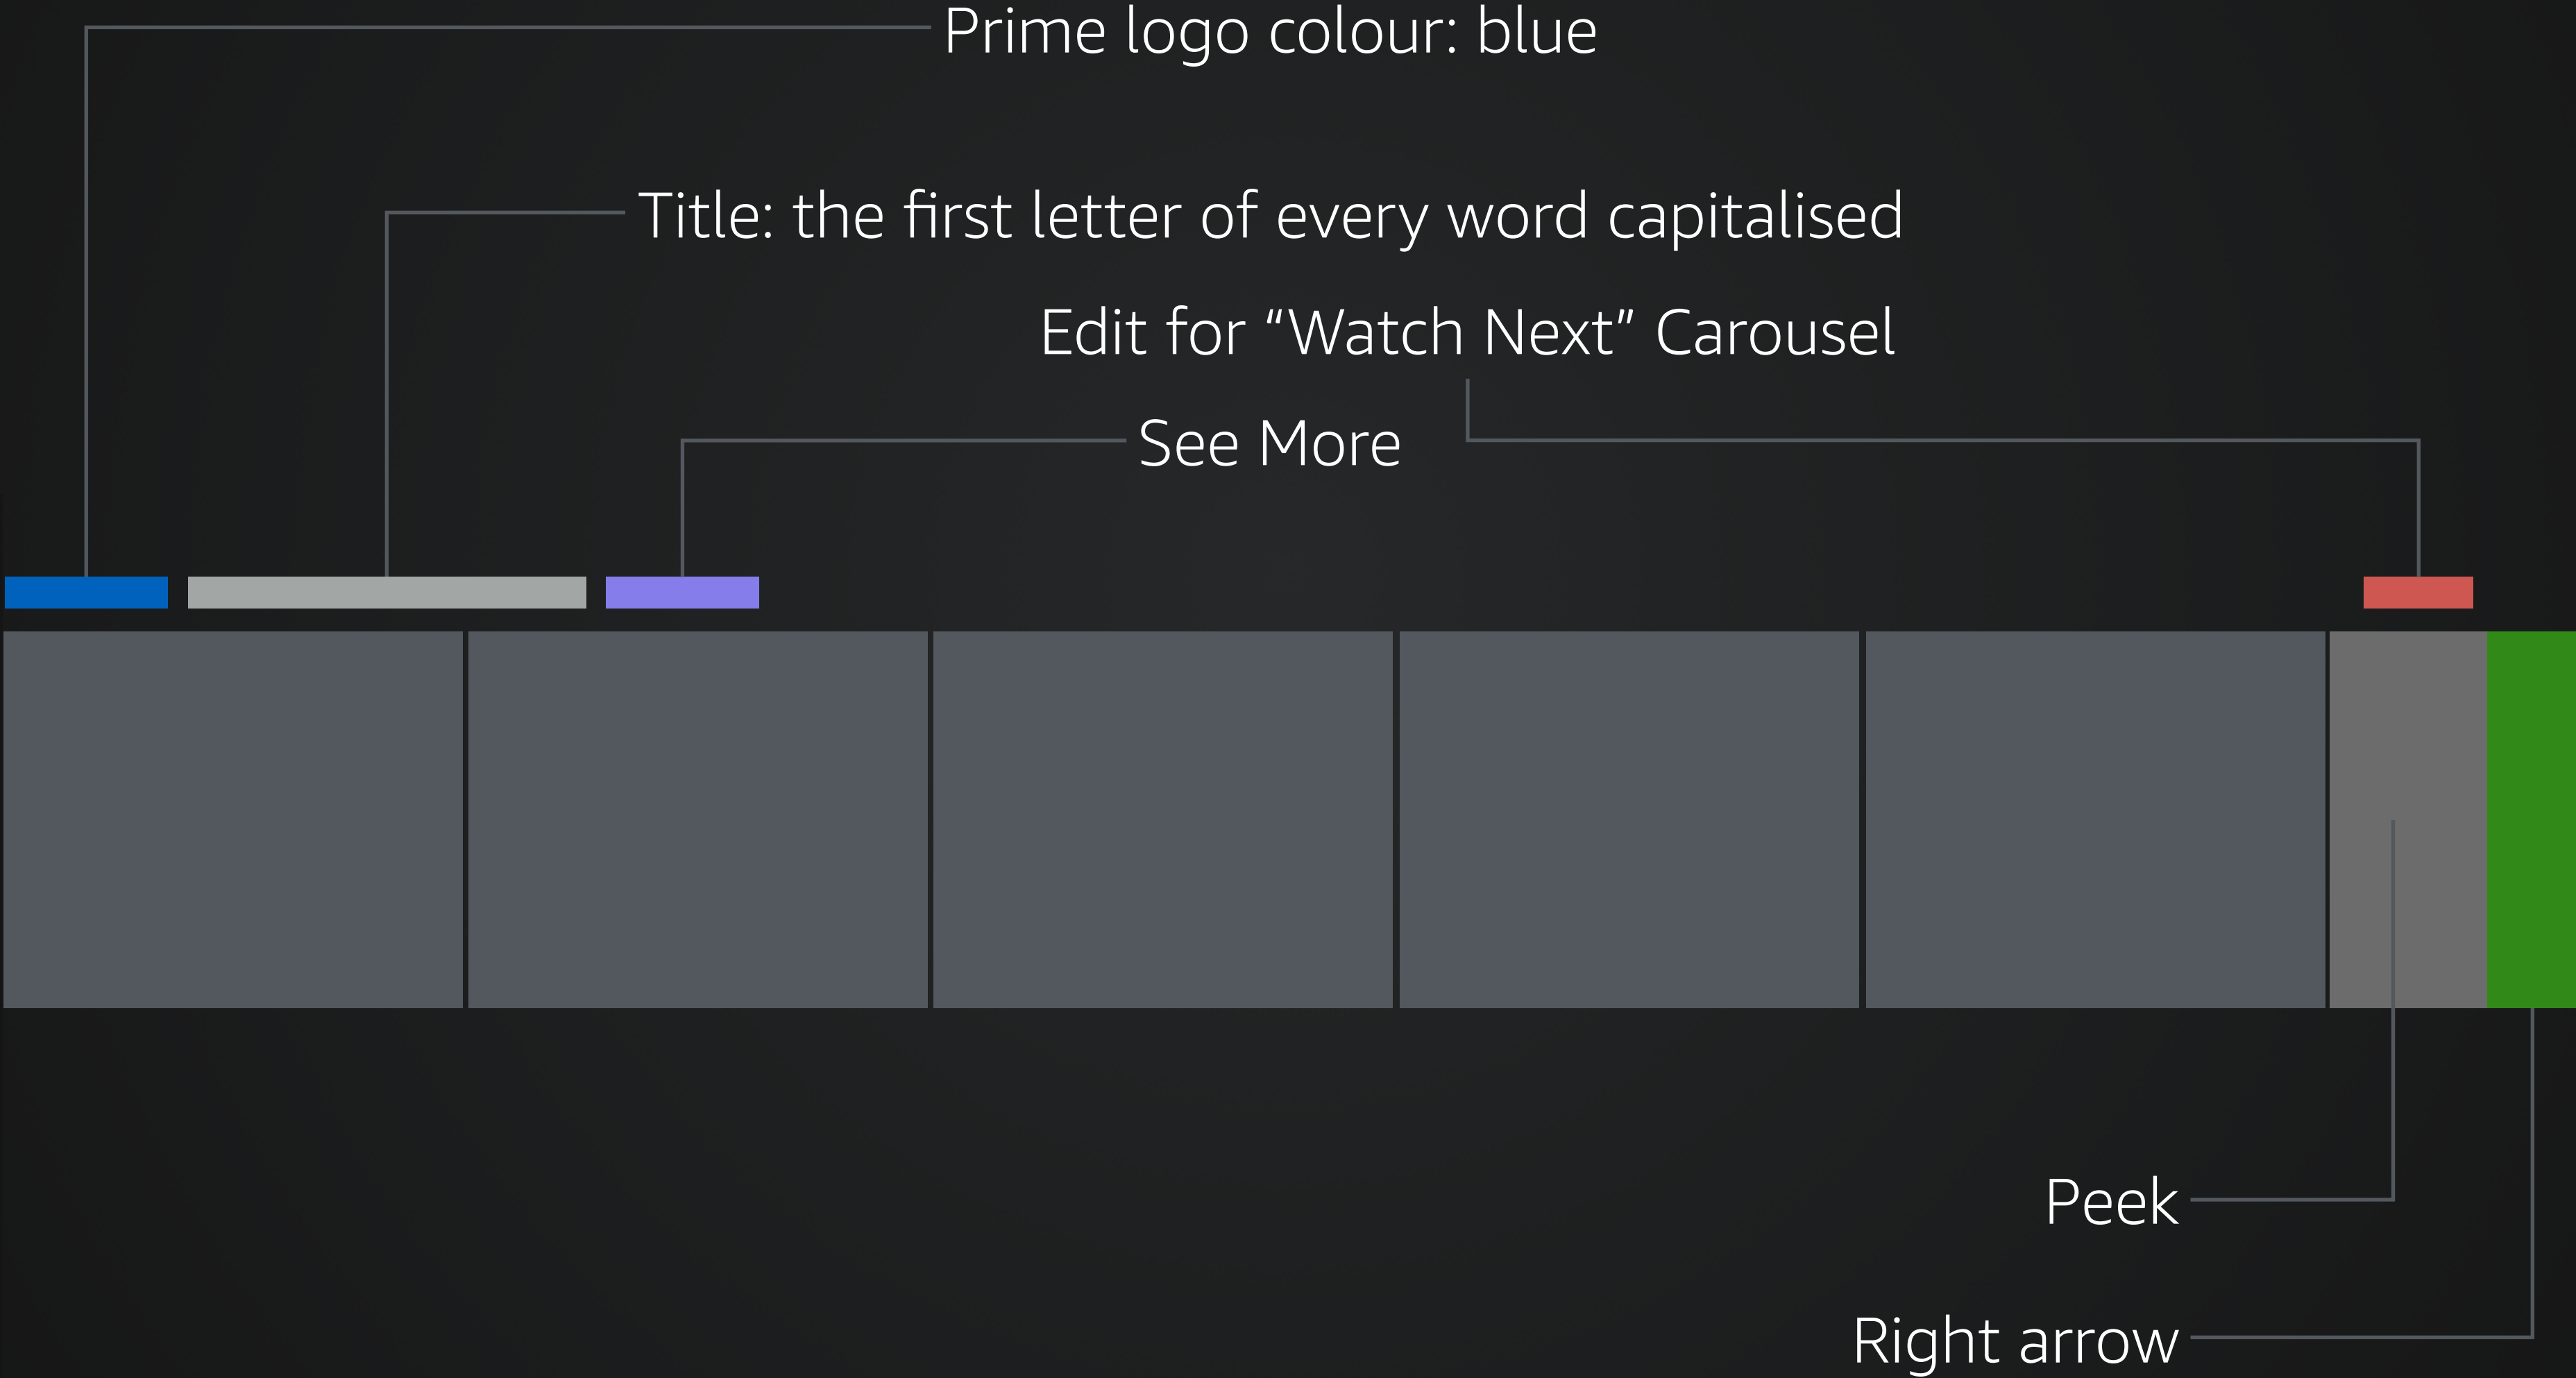 Prime logo colour: blue
Title: the first letter of every word capitalised
Edit for “Watch Next” Carousel
See More
Peek
Right arrow